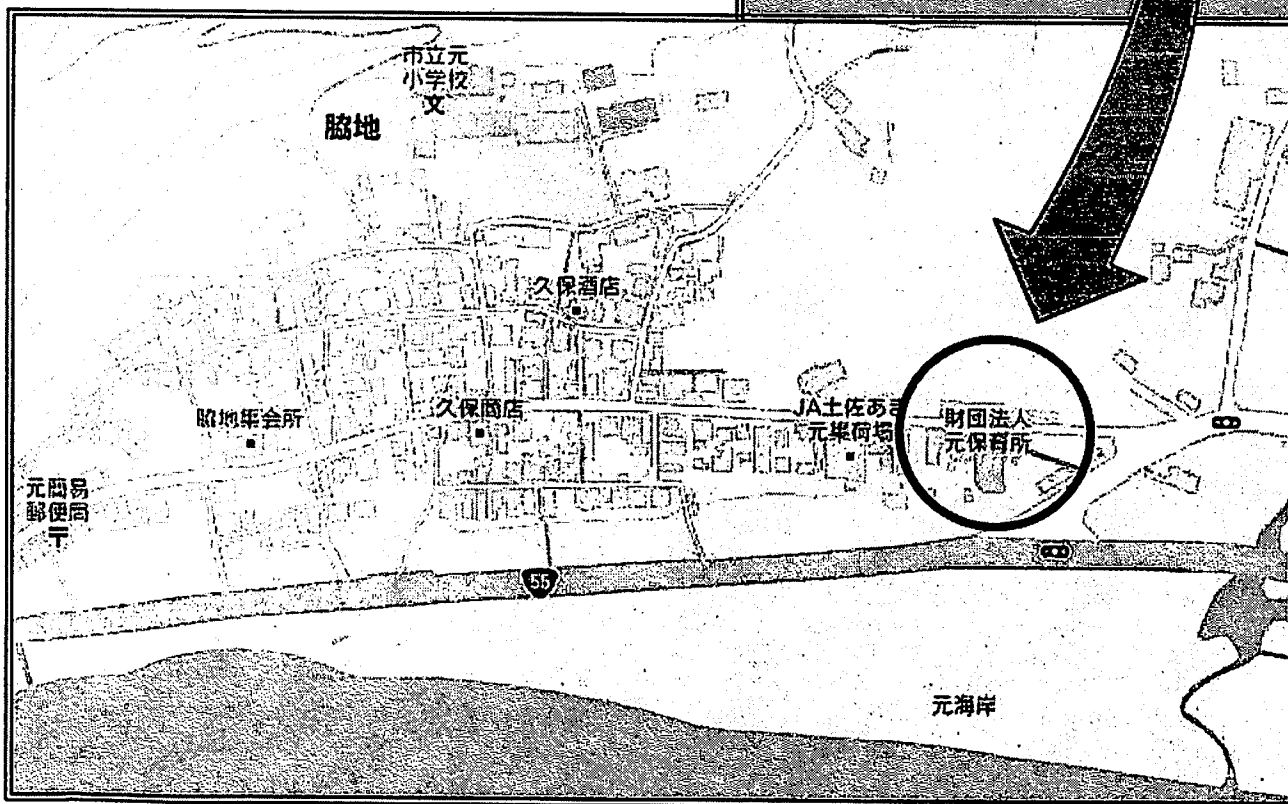 市立元
小学校
文
脇地
久保酒店
脇地集会所
久保商店
JA土佐あき
元集荷場
財団法人
元保育所
元簡易
郵便局
〒
55
元海岸